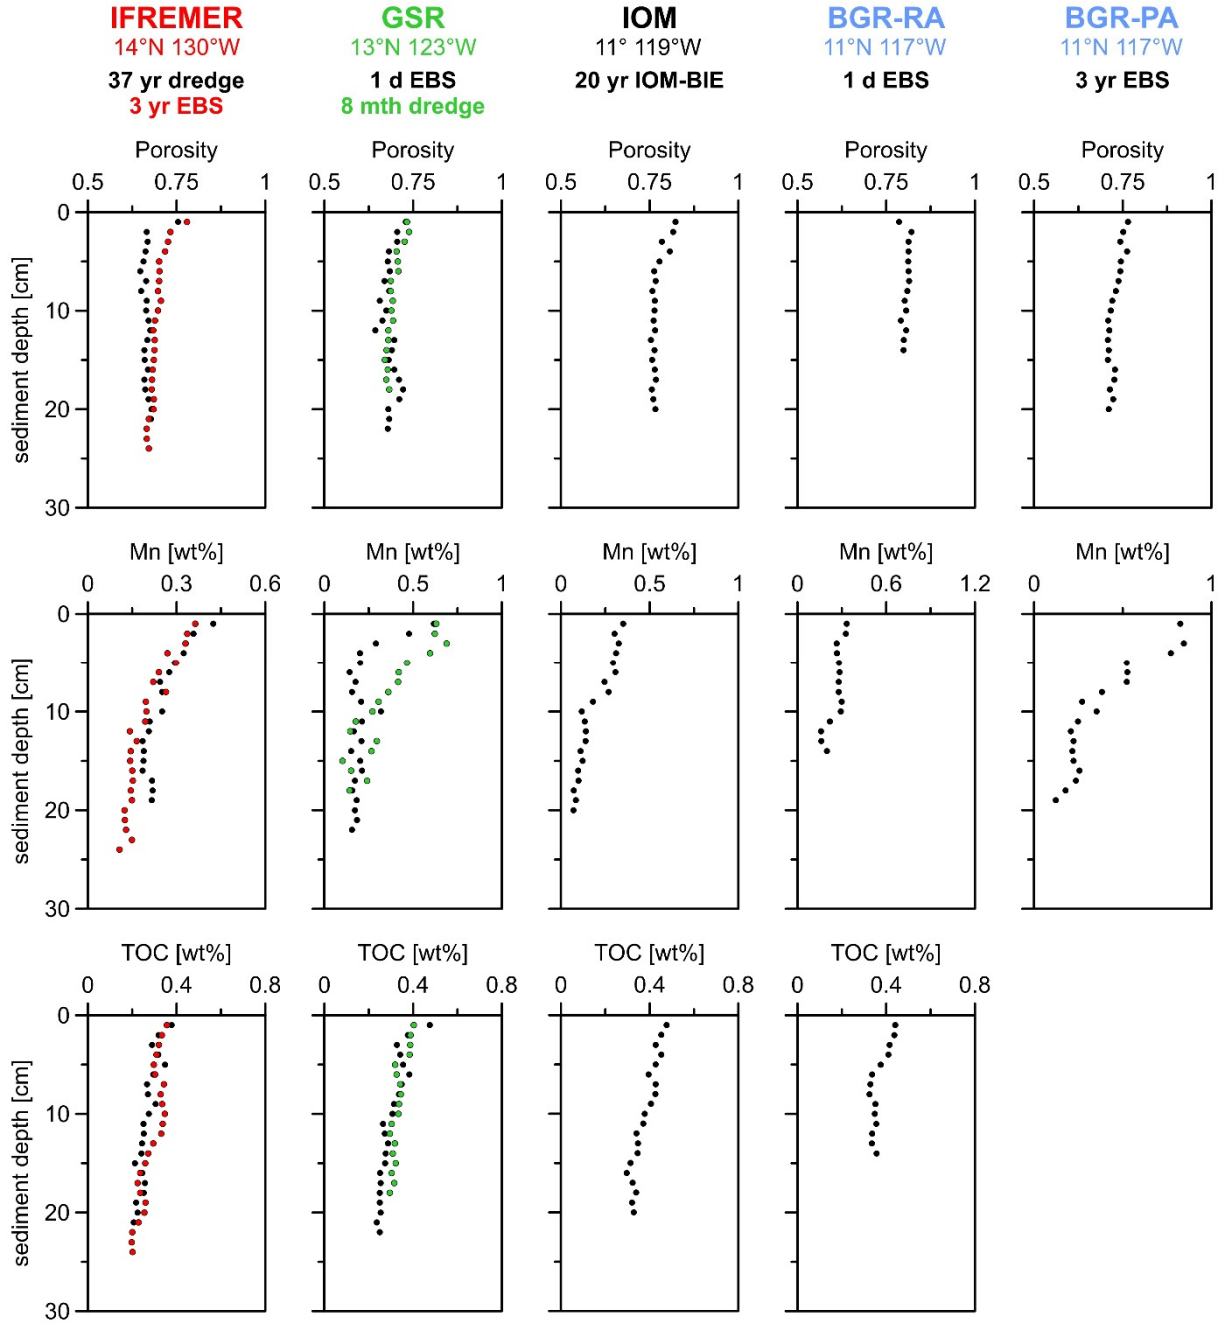 IFREMER GSR IOM BGR-RA BGR-PA
14°N 130°W 13°N 123°W 11° 119°W 11°N 117°W 11°N 117°W
37 yr dredge 1 d EBS 20 yr IOM-BIE 1 d EBS 3 yr EBS
3 yr EBS 8 mth dredge
Porosity Porosity Porosity Porosity Porosity
0.5 0.75 1 0.5 0.75 1 0.5 0.75 1 0.5 0.75 1 0.5 0.75 1
0
10
20
30
sediment depth [cm]
Mn [wt%] Mn [wt%] Mn [wt%] Mn [wt%] Mn [wt%]
0 0.3 0.6 0 0.5 1 0 0.5 1 0 0.6 1.2 0 1
0
10
20
30
sediment depth [cm]
TOC [wt%] TOC [wt%] TOC [wt%] TOC [wt%]
0 0.4 0.8 0 0.4 0.8 0 0.4 0.8 0 0.4 0.8
0
10
20
30
sediment depth [cm]